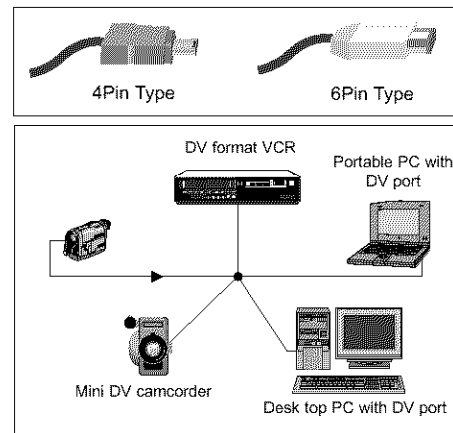 4Pin Type
6Pin Type
DV format VCR
Portable PC with
DV port
Mini DV camcorder
Desk top PC with DV port